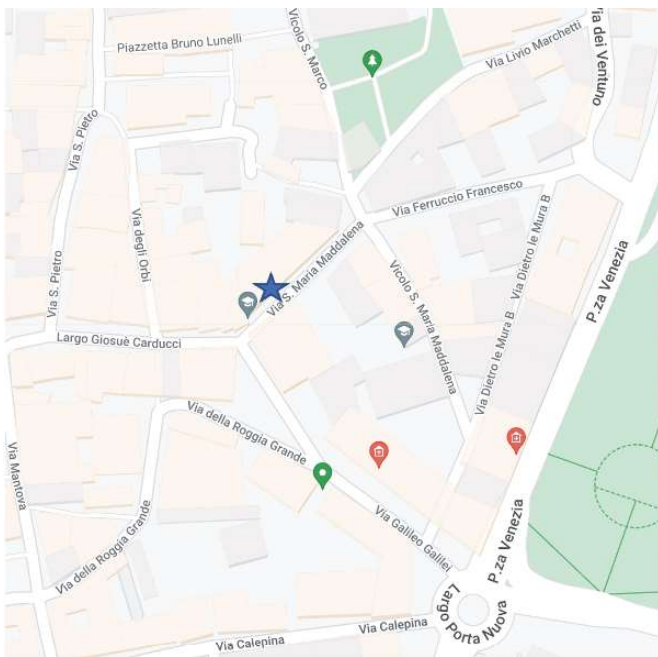 Piazzetta Bruno Lunelli
Vicolo S. Marco
Via Livio Marchetti
Via dei Ventuno
Via S. Pietro
Via degli Orbi
Via Ferruccio Francesco
Via S. Pietro
Via S. Maria Maddalena
Vicolo S. Maria Maddalena
Via Dietro le Mura B
Via Dietro le Mura B
P.za Venezia
Largo Giosuè Carducci
Via della Roggia Grande
Via Mantova
Via Galileo Galilei
P.za Venezia
Via della Roggia Grande
Largo Porta Nuova
Via Calepina
Via Calepina